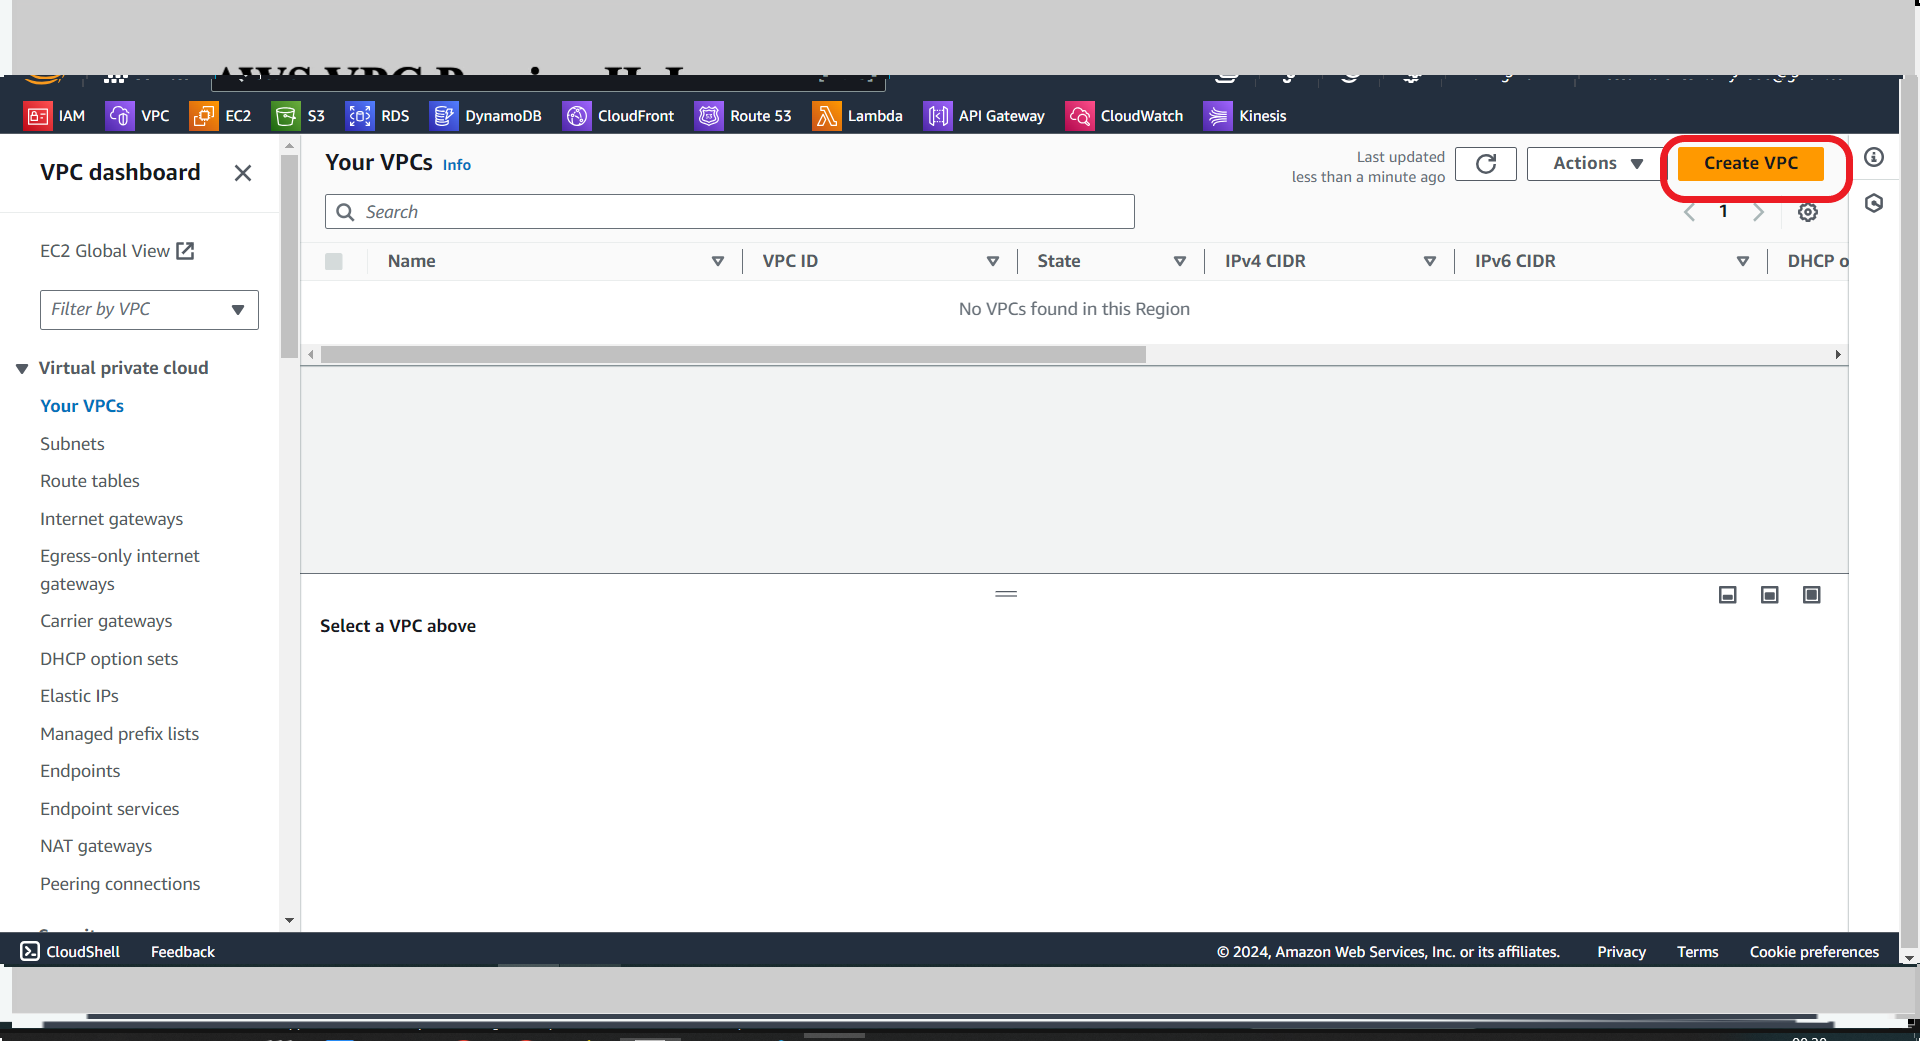 IAM VPC EC2 S3 RDS DynamoDB CloudFront Route 53 Lambda API Gateway CloudWatch Kinesis
VPC dashboard
EC2 Global View
Filter by VPC
Virtual private cloud
Your VPCs
Subnets
Route tables
Internet gateways
Egress-only internet
gateways
Carrier gateways
DHCP option sets
Elastic IPs
Managed prefix lists
Endpoints
Endpoint services
NAT gateways
Peering connections
Your VPCs Info
Last updated
less than a minute ago
Actions
Create VPC
Search
1
Name VPC ID State IPv4 CIDR IPv6 CIDR DHCP o
No VPCs found in this Region
Select a VPC above
CloudShell Feedback © 2024, Amazon Web Services, Inc. or its affiliates. Privacy Terms Cookie preferences